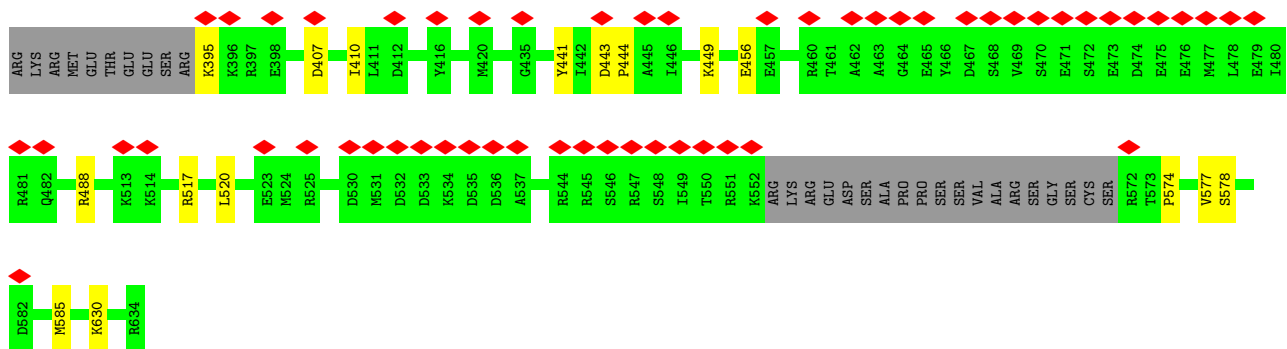 ARG LYS ARG MET GLU THR GLU GLU SER ARG K395 K396 R397 E398 D407 I410 L411 D412 Y416 M420 G435 Y441 I442 D443 P444 A445 I446 K449 E456 E457 R460 T461 A462 A463 G464 E465 Y466 D467 S468 V469 S470 E471 S472 E473 D474 E475 E476 M477 L478 E479 I480
R481 Q482 R488 K513 K514 R517 L520 E523 M524 R525 D530 M531 D532 D533 K534 D535 D536 A537 R544 R545 S546 R547 S548 I549 T550 R551 K552 ARG LYS ARG GLU ASP SER ALA PRO PRO SER SER VAL ALA ARG SER GLY SER CYS SER R572 T573 P574 V577 S578
D582 M585 K630 R634